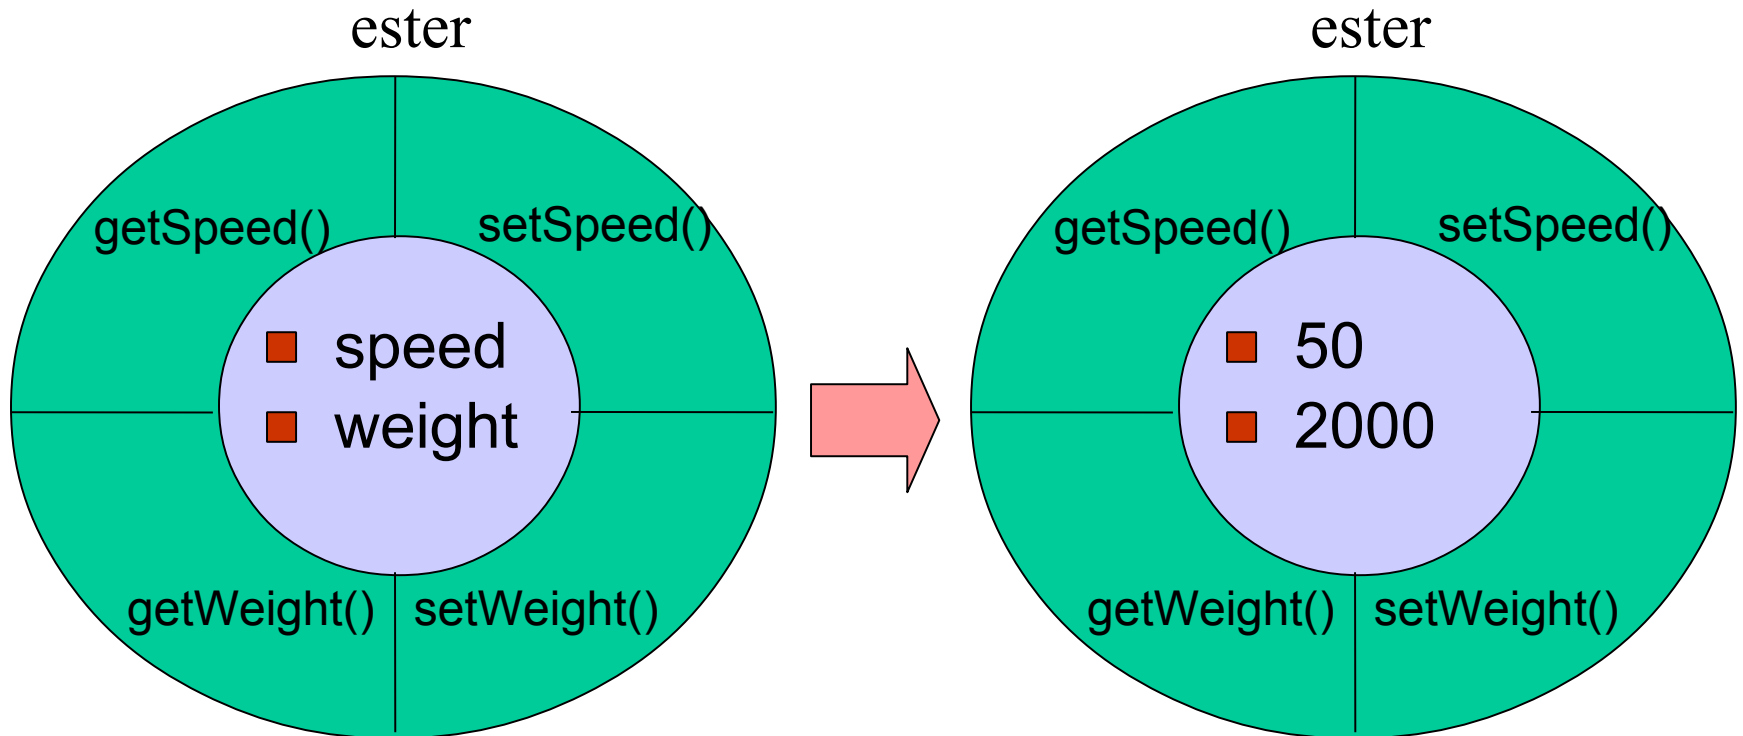 ester
getSpeed()
setSpeed()
speed
weight
getWeight()
setWeight()
ester
getSpeed()
setSpeed()
50
2000
getWeight()
setWeight()